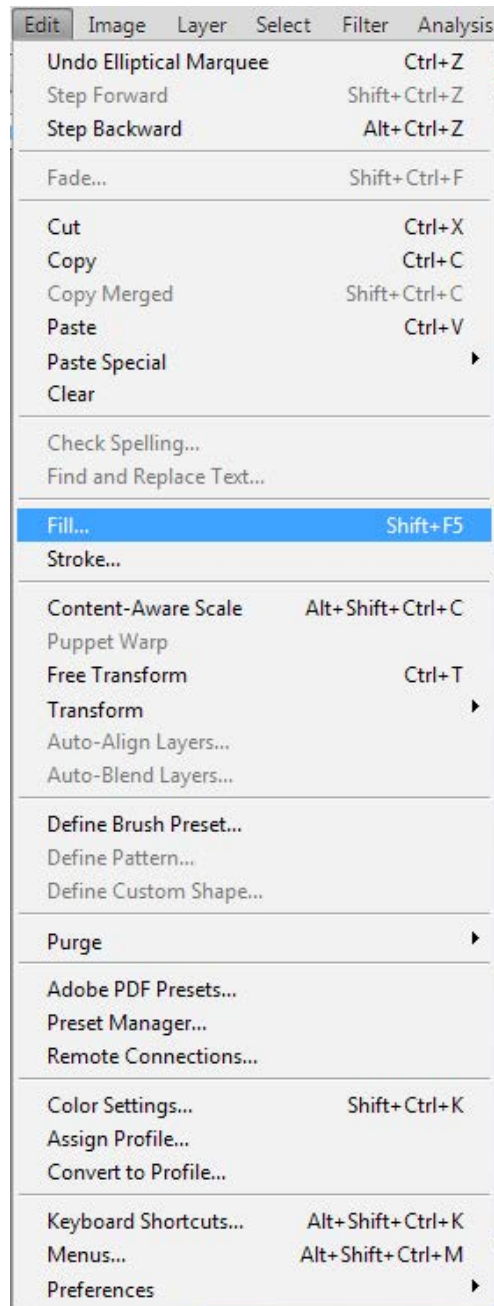 Edit Image Layer Select Filter Analysis
Undo Elliptical Marquee Ctrl+Z
Step Forward Shift+Ctrl+Z
Step Backward Alt+Ctrl+Z
Fade... Shift+Ctrl+F
Cut Ctrl+X
Copy Ctrl+C
Copy Merged Shift+Ctrl+C
Paste Ctrl+V
Paste Special
Clear
Check Spelling...
Find and Replace Text...
Fill... Shift+F5
Stroke...
Content-Aware Scale Alt+Shift+Ctrl+C
Puppet Warp
Free Transform Ctrl+T
Transform
Auto-Align Layers...
Auto-Blend Layers...
Define Brush Preset...
Define Pattern...
Define Custom Shape...
Purge
Adobe PDF Presets...
Preset Manager...
Remote Connections...
Color Settings... Shift+Ctrl+K
Assign Profile...
Convert to Profile...
Keyboard Shortcuts... Alt+Shift+Ctrl+K
Menus... Alt+Shift+Ctrl+M
Preferences